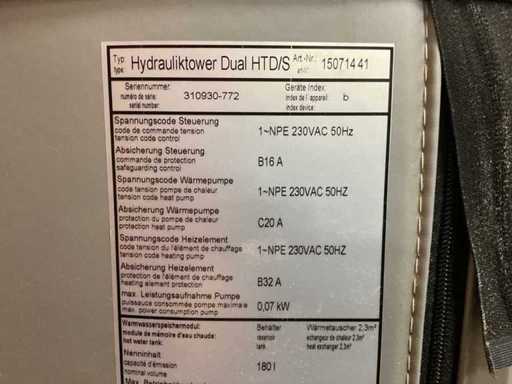 Typ: Hydrauliktower Dual HTD/S Art.-Nr.: 15071441
type:
Seriennummer: Geräte Index:
numéro de série: 310930-772 index de l' appareil: b
serial number: index device:
Spannungscode Steuerung
code de commande tension 1~NPE 230VAC 50Hz
tension code control
Absicherung Steuerung
commande de protection B16 A
safeguarding control
Spannungscode Wärmepumpe
code tension pompe de chaleur 1~NPE 230VAC 50HZ
tension code heat pump
Absicherung Wärmepumpe
protection du pompe de chaleur C20 A
protection heat pump
Spannungscode Heizelement
code tension du l'élément de chauffage 1~NPE 230VAC 50HZ
tension code heating pump
Absicherung Heizelement
protection de l'élément de chauffage B32 A
heating element protection
max. Leistungsaufnahme Pumpe
puissance consommée pompe maximale 0,07 kW
max. power consumption pump
Warmwasserspeichermodul: Behälter Wärmetauscher 2,3m²
module de mémoire d'eau chaude: reservoir echangeur de chaleur 2,3m²
hot water tank: tank heat exchanger 2,3m²
Nenninhalt
capacité d'émission 180 l
nominal volume